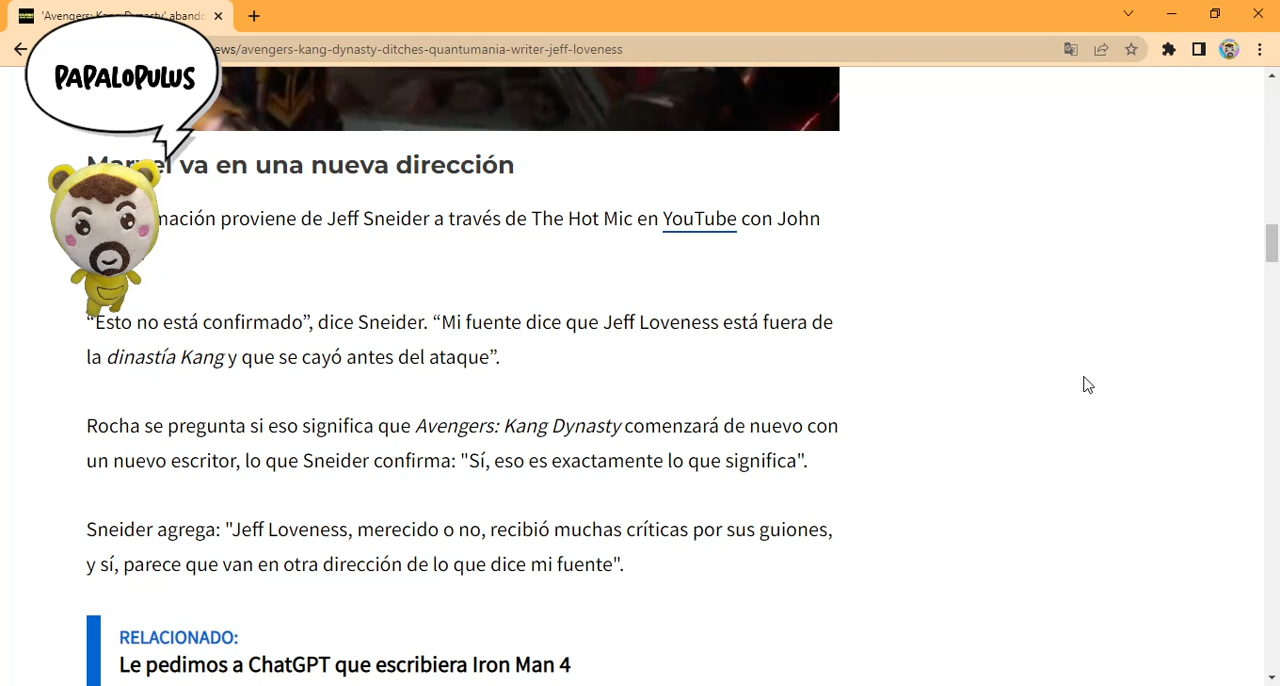 'Avengers: Kang Dynasty' aband
ews/avengers-kang-dynasty-ditches-quantumania-writer-jeff-loveness
PAPALOPULUS
Marvel va en una nueva dirección
mación proviene de Jeff Sneider a través de The Hot Mic en YouTube con John
“Esto no está confirmado”, dice Sneider. “Mi fuente dice que Jeff Loveness está fuera de
la dinastía Kang y que se cayó antes del ataque”.
Rocha se pregunta si eso significa que Avengers: Kang Dynasty comenzará de nuevo con
un nuevo escritor, lo que Sneider confirma: "Sí, eso es exactamente lo que significa".
Sneider agrega: "Jeff Loveness, merecido o no, recibió muchas críticas por sus guiones,
y sí, parece que van en otra dirección de lo que dice mi fuente".
RELACIONADO:
Le pedimos a ChatGPT que escribiera Iron Man 4